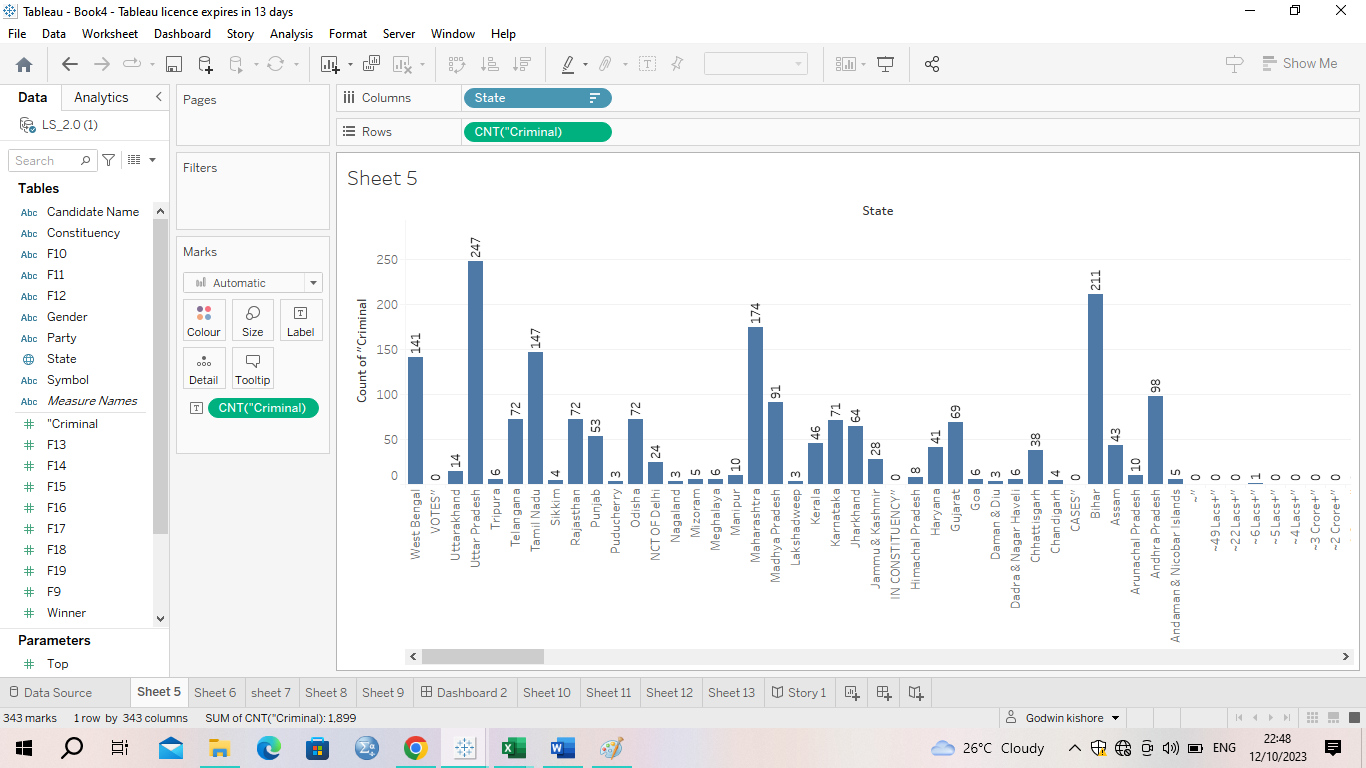 Tableau - Book4 - Tableau licence expires in 13 days
File Data Worksheet Dashboard Story Analysis Format Server Window Help
Show Me
Data Analytics
LS_2.0 (1)
Search
Tables
Abc Candidate Name
Abc Constituency
Abc F10
Abc F11
Abc F12
Abc Gender
Abc Party
State
Abc Symbol
Abc Measure Names
# "Criminal
# F13
# F14
# F15
# F16
# F17
# F18
# F19
# F9
# Winner
Parameters
# Top
Pages
Filters
Marks
Automatic
Colour Size Label
Detail Tooltip
CNT("Criminal)
Columns State
Rows CNT("Criminal)
Sheet 5
State
Count of "Criminal
250
200
150
100
50
0
141 0 14 247 6 72 147 4 72 53 3 72 24 3 5 6 10 174 91 3 46 71 64 28 0 8 41 69 6 3 6 38 4 0 211 43 10 98 5 0 0 0 1 0 0 0 0
West Bengal
VOTES"
Uttarakhand
Uttar Pradesh
Tripura
Telangana
Tamil Nadu
Sikkim
Rajasthan
Punjab
Puducherry
Odisha
NCT OF Delhi
Nagaland
Mizoram
Meghalaya
Manipur
Maharashtra
Madhya Pradesh
Lakshadweep
Kerala
Karnataka
Jharkhand
Jammu & Kashmir
IN CONSTITUENCY"
Himachal Pradesh
Haryana
Gujarat
Goa
Daman & Diu
Dadra & Nagar Haveli
Chhattisgarh
Chandigarh
CASES"
Bihar
Assam
Arunachal Pradesh
Andhra Pradesh
Andaman & Nicobar Islands
~"
~49 Lacs+"
~22 Lacs+"
~6 Lacs+"
~5 Lacs+"
~4 Lacs+"
~3 Crore+"
~2 Crore+"
Data Source Sheet 5 Sheet 6 sheet 7 Sheet 8 Sheet 9 Dashboard 2 Sheet 10 Sheet 11 Sheet 12 Sheet 13 Story 1
343 marks 1 row by 343 columns SUM of CNT("Criminal): 1,899 Godwin kishore
26°C Cloudy ENG 22:48
12/10/2023